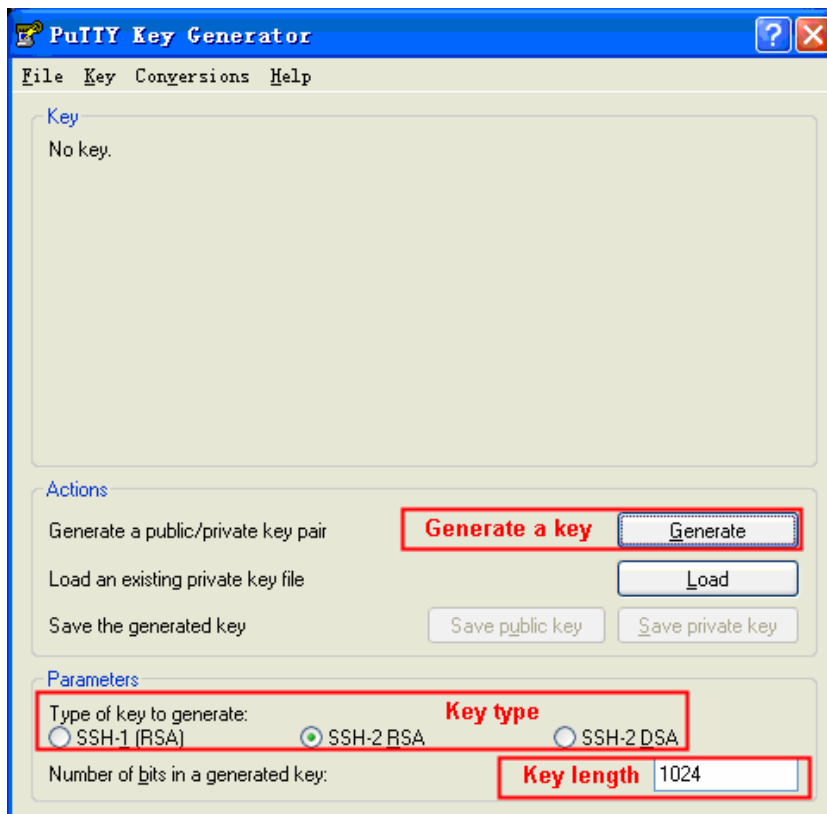 PuTTY Key Generator
File Key Conversions Help
Key
No key.
Actions
Generate a public/private key pair Generate a key Generate
Load an existing private key file Load
Save the generated key Save public key Save private key
Parameters
Type of key to generate: Key type
SSH-1 (RSA) SSH-2 RSA SSH-2 DSA
Number of bits in a generated key: Key length 1024